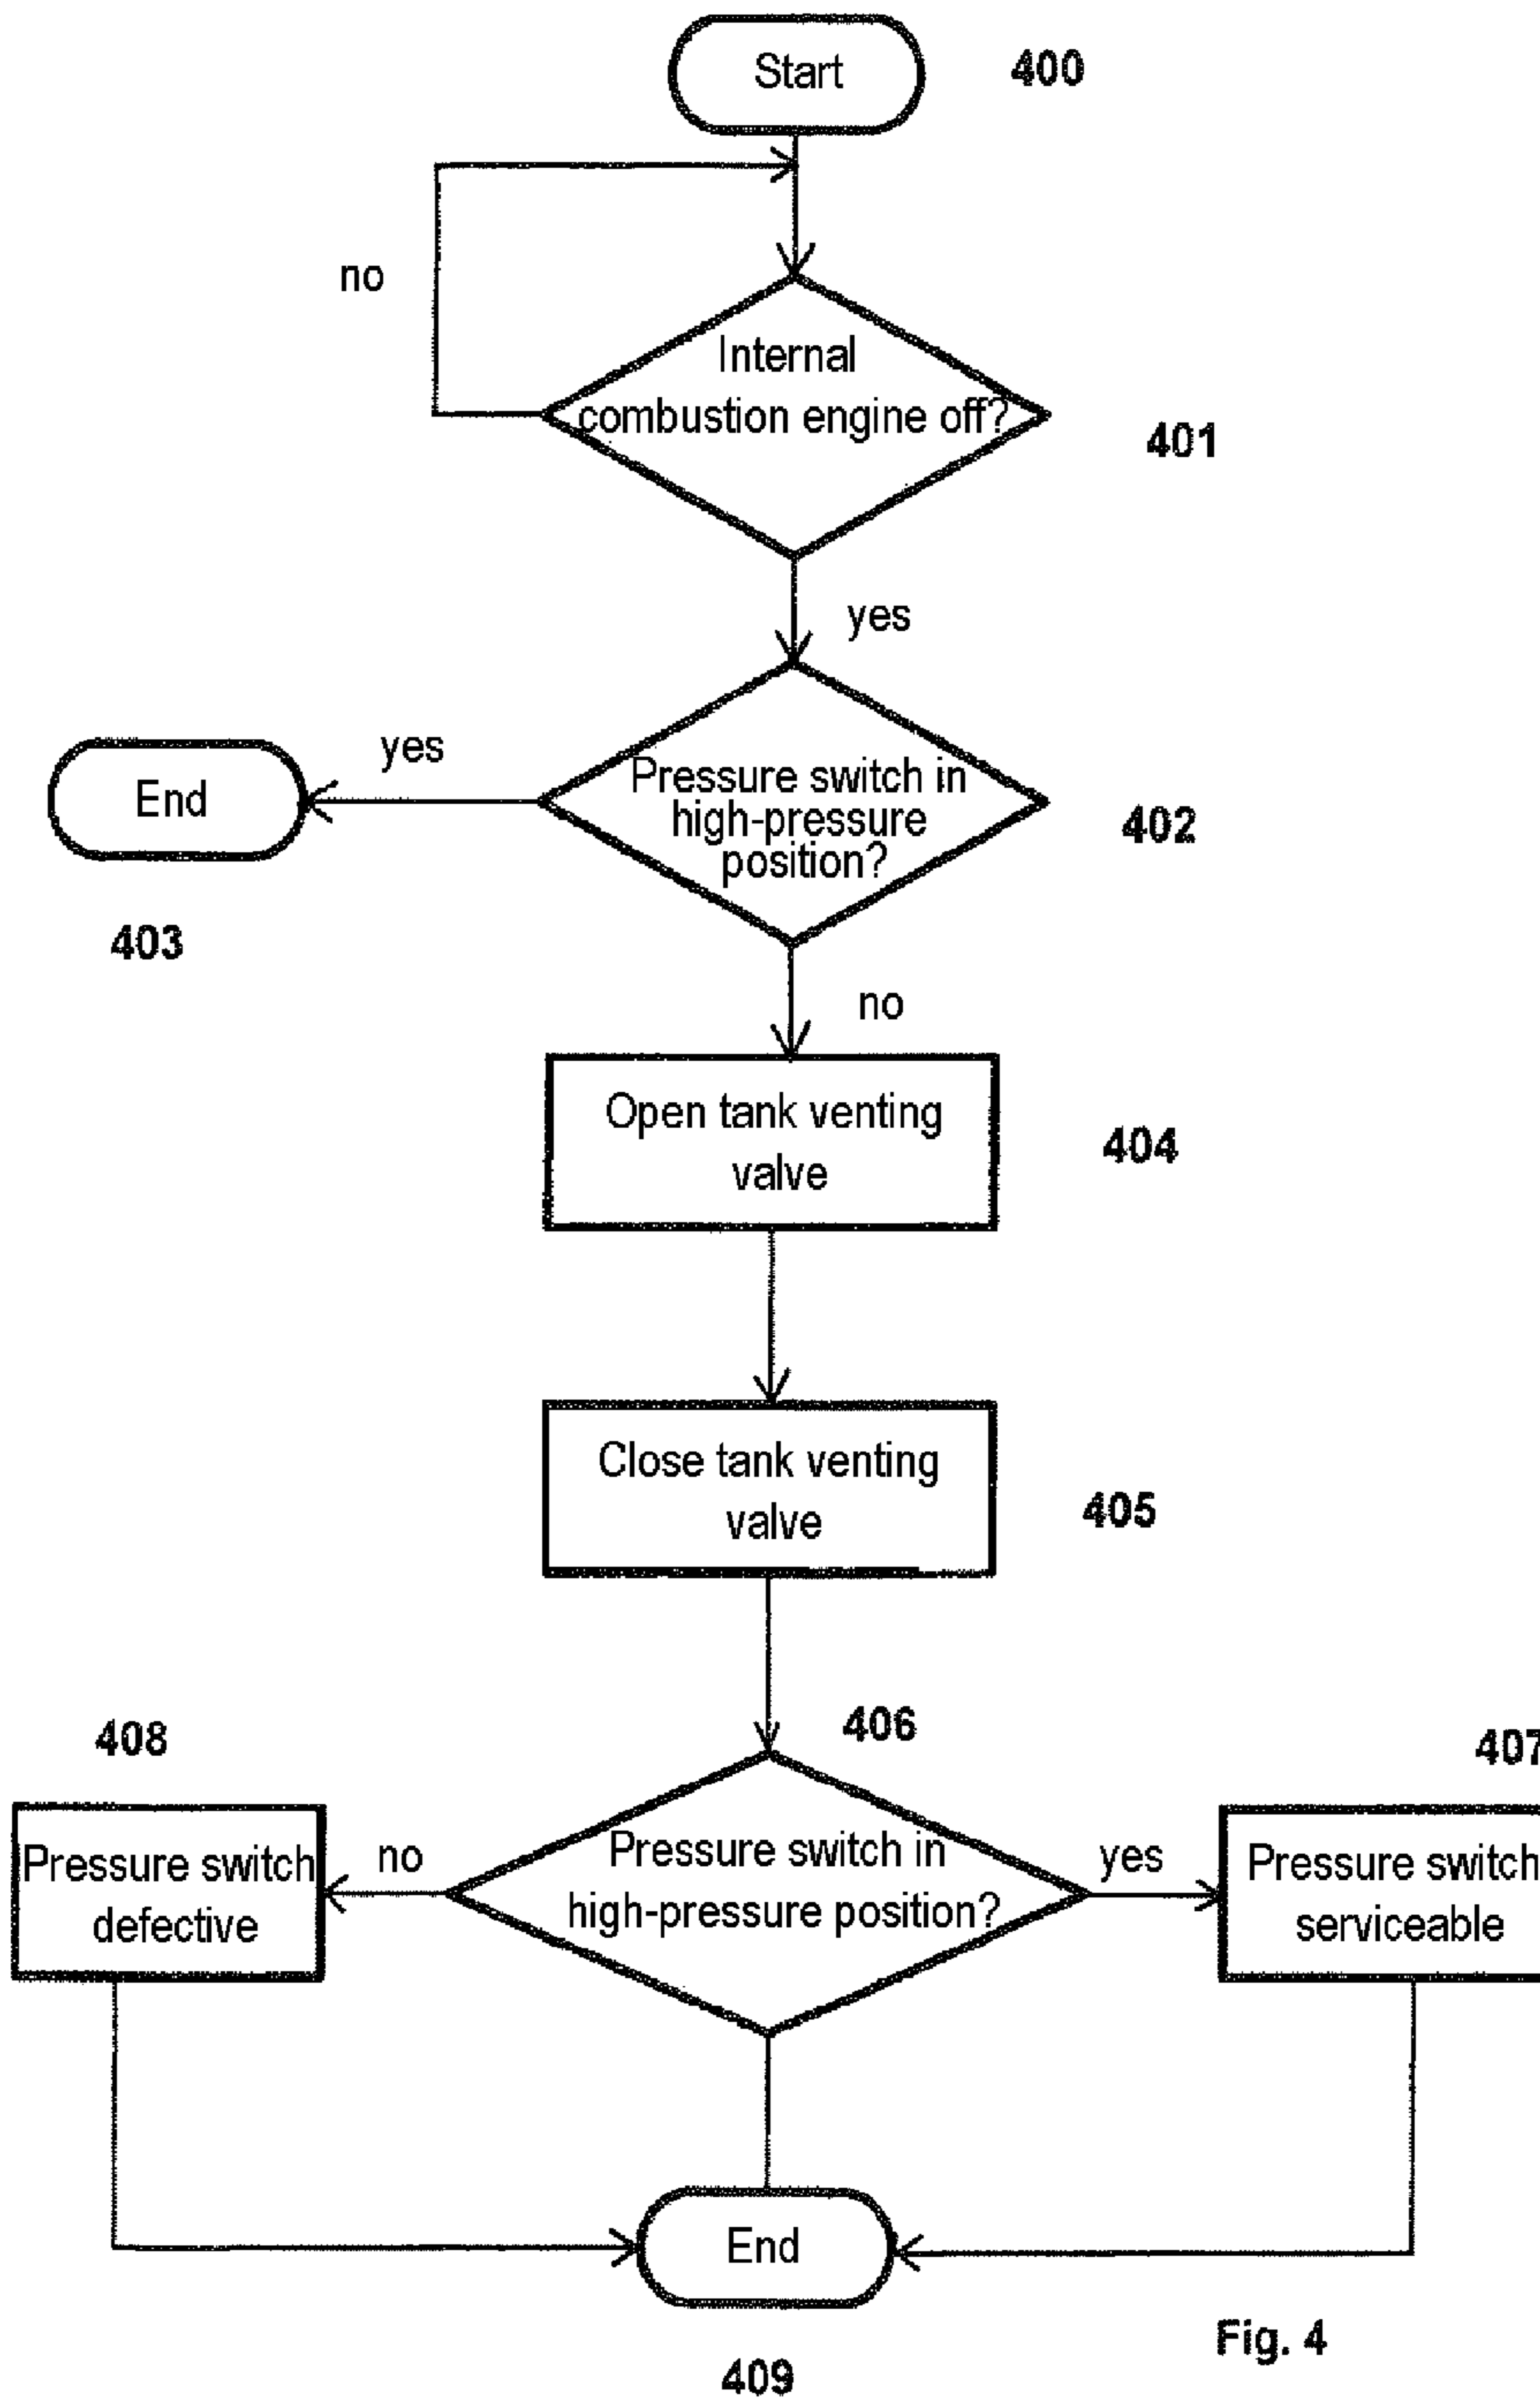 Start
400
no
Internal
combustion engine off?
401
yes
yes
End
Pressure switch in
high-pressure
position?
402
403
no
Open tank venting
valve
404
Close tank venting
valve
405
408
406
407
Pressure switch
defective
no
Pressure switch in
high-pressure position?
yes
Pressure switch
serviceable
End
Fig. 4
409